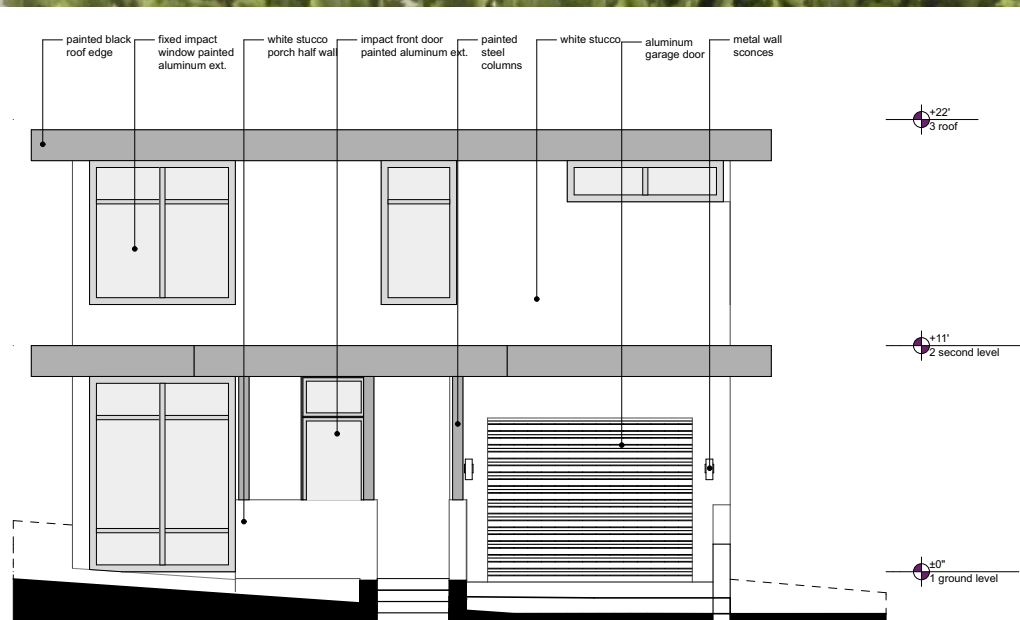 painted black
roof edge
fixed impact
window painted
aluminum ext.
white stucco
porch half wall
impact front door
painted aluminum ext.
painted
steel
columns
white stucco
aluminum
garage door
metal wall
sconces
+22'
3 roof
+11'
2 second level
±0"
1 ground level